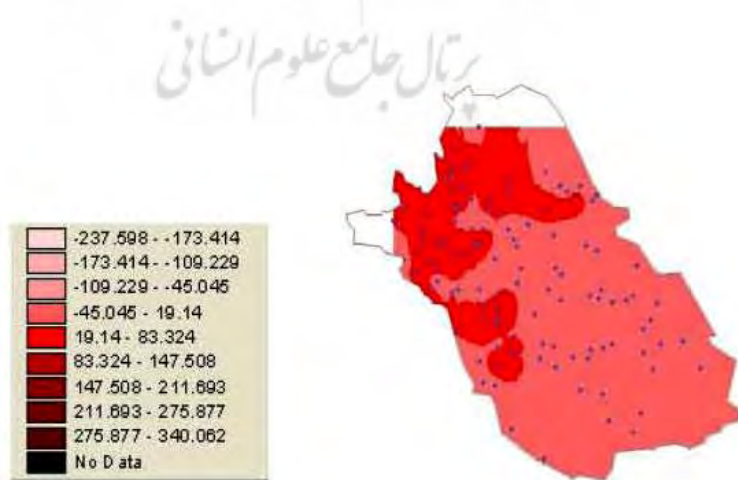 پرتال جامع علوم انسانی
-237.598 - -173.414
-173.414 - -109.229
-109.229 - -45.045
-45.045 - 19.14
19.14 - 83.324
83.324 - 147.508
147.508 - 211.693
211.693 - 275.877
275.877 - 340.062
No Data